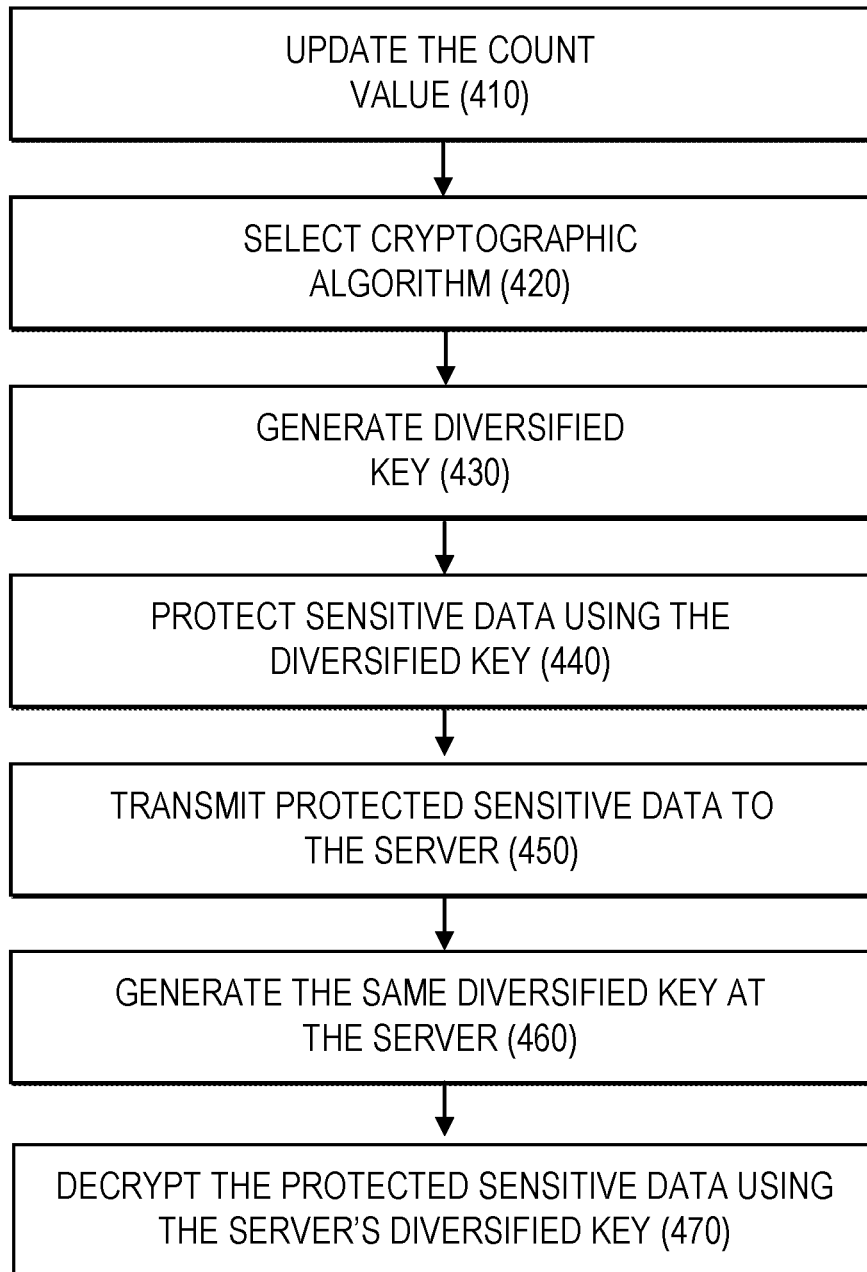 UPDATE THE COUNT
VALUE (410)
SELECT CRYPTOGRAPHIC
ALGORITHM (420)
GENERATE DIVERSIFIED
KEY (430)
PROTECT SENSITIVE DATA USING THE
DIVERSIFIED KEY (440)
TRANSMIT PROTECTED SENSITIVE DATA TO
THE SERVER (450)
GENERATE THE SAME DIVERSIFIED KEY AT
THE SERVER (460)
DECRYPT THE PROTECTED SENSITIVE DATA USING
THE SERVER'S DIVERSIFIED KEY (470)